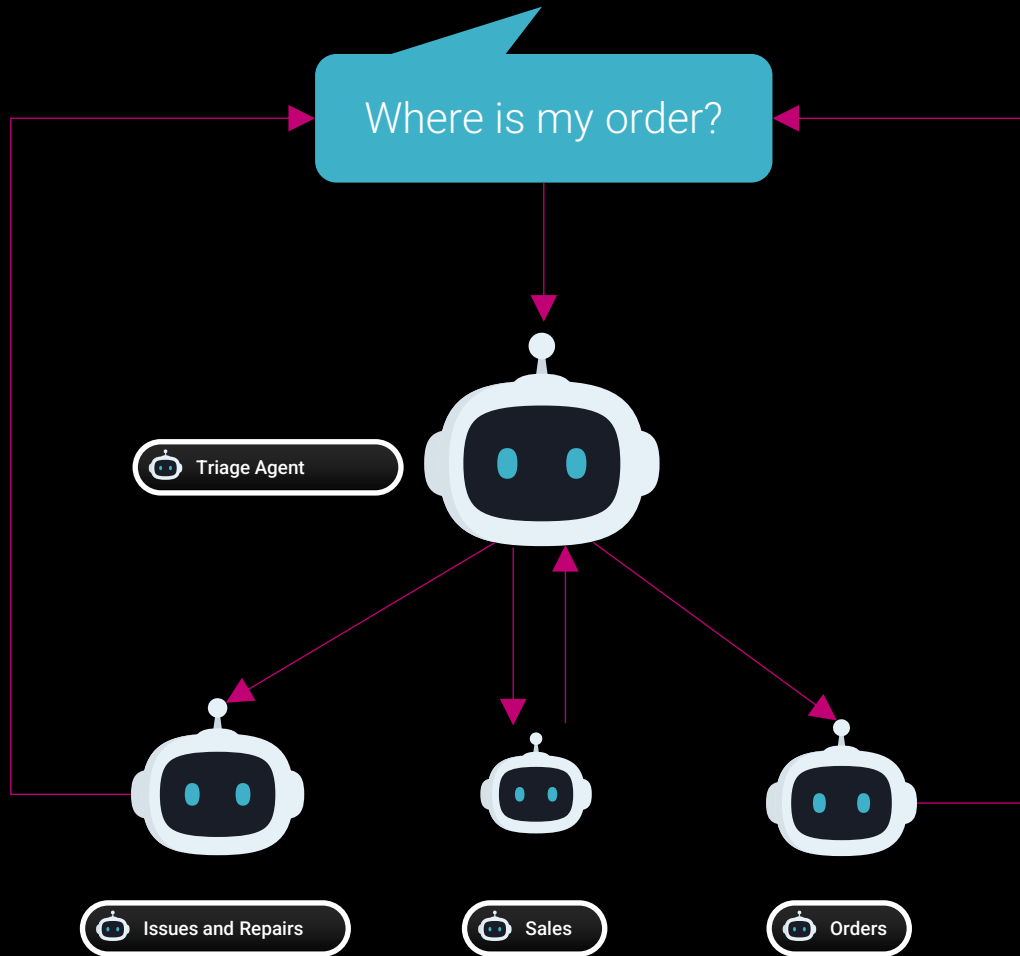 Where is my order?
Triage Agent
Issues and Repairs
Sales
Orders